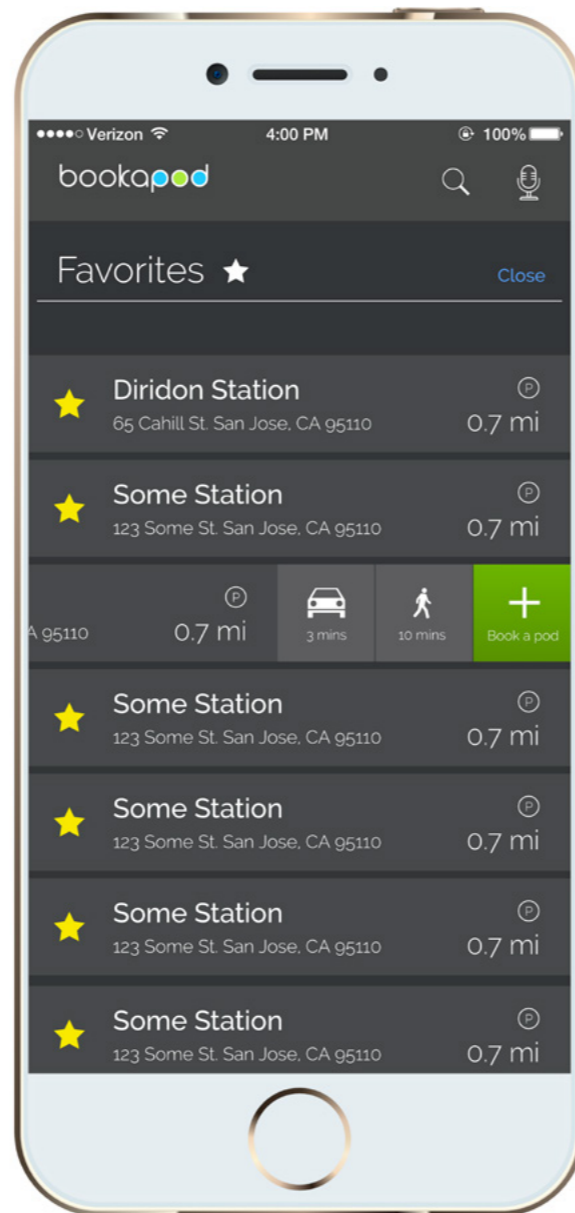 Verizon 4:00 PM 100%
bookapod
Favorites
Close
Diridon Station
65 Cahill St. San Jose, CA 95110
P
0.7 mi
Some Station
123 Some St. San Jose, CA 95110
P
0.7 mi
A 95110
P
0.7 mi
3 mins
10 mins
Book a pod
Some Station
123 Some St. San Jose, CA 95110
P
0.7 mi
Some Station
123 Some St. San Jose, CA 95110
P
0.7 mi
Some Station
123 Some St. San Jose, CA 95110
P
0.7 mi
Some Station
123 Some St. San Jose, CA 95110
P
0.7 mi